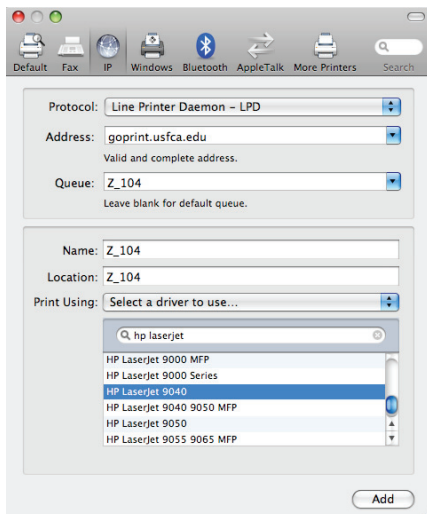 Default Fax IP Windows Bluetooth AppleTalk More Printers Search
Protocol: Line Printer Daemon – LPD
Address: goprint.usfca.edu
Valid and complete address.
Queue: Z_104
Leave blank for default queue.
Name: Z_104
Location: Z_104
Print Using: Select a driver to use...
hp laserjet
HP LaserJet 9000 MFP
HP LaserJet 9000 Series
HP LaserJet 9040
HP LaserJet 9040 9050 MFP
HP LaserJet 9050
HP LaserJet 9055 9065 MFP
Add